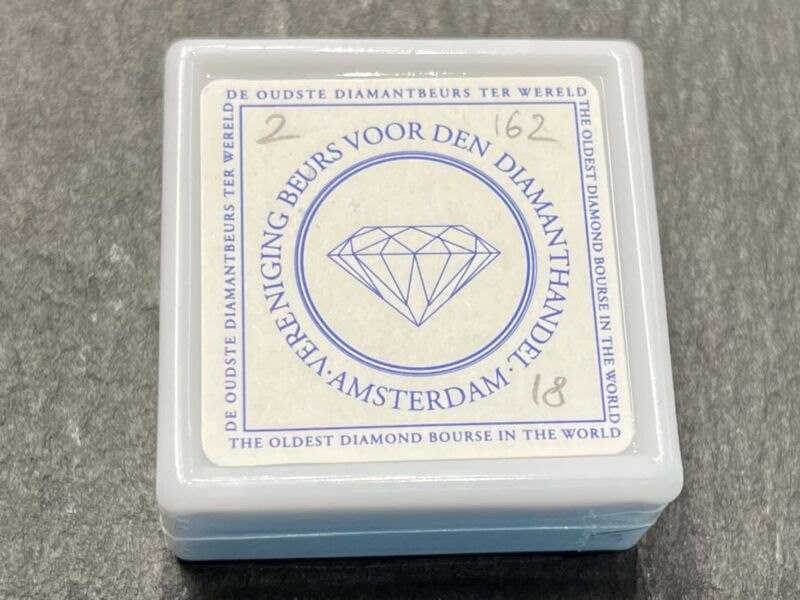 DE OUDSTE DIAMANTBEURS TER WERELD
THE OLDEST DIAMOND BOURSE IN THE WORLD
DE OUDSTE DIAMANTBEURS TER WERELD
2
162
VERENIGING BEURS VOOR DEN DIAMANTHANDEL
·AMSTERDAM·
18
THE OLDEST DIAMOND BOURSE IN THE WORLD